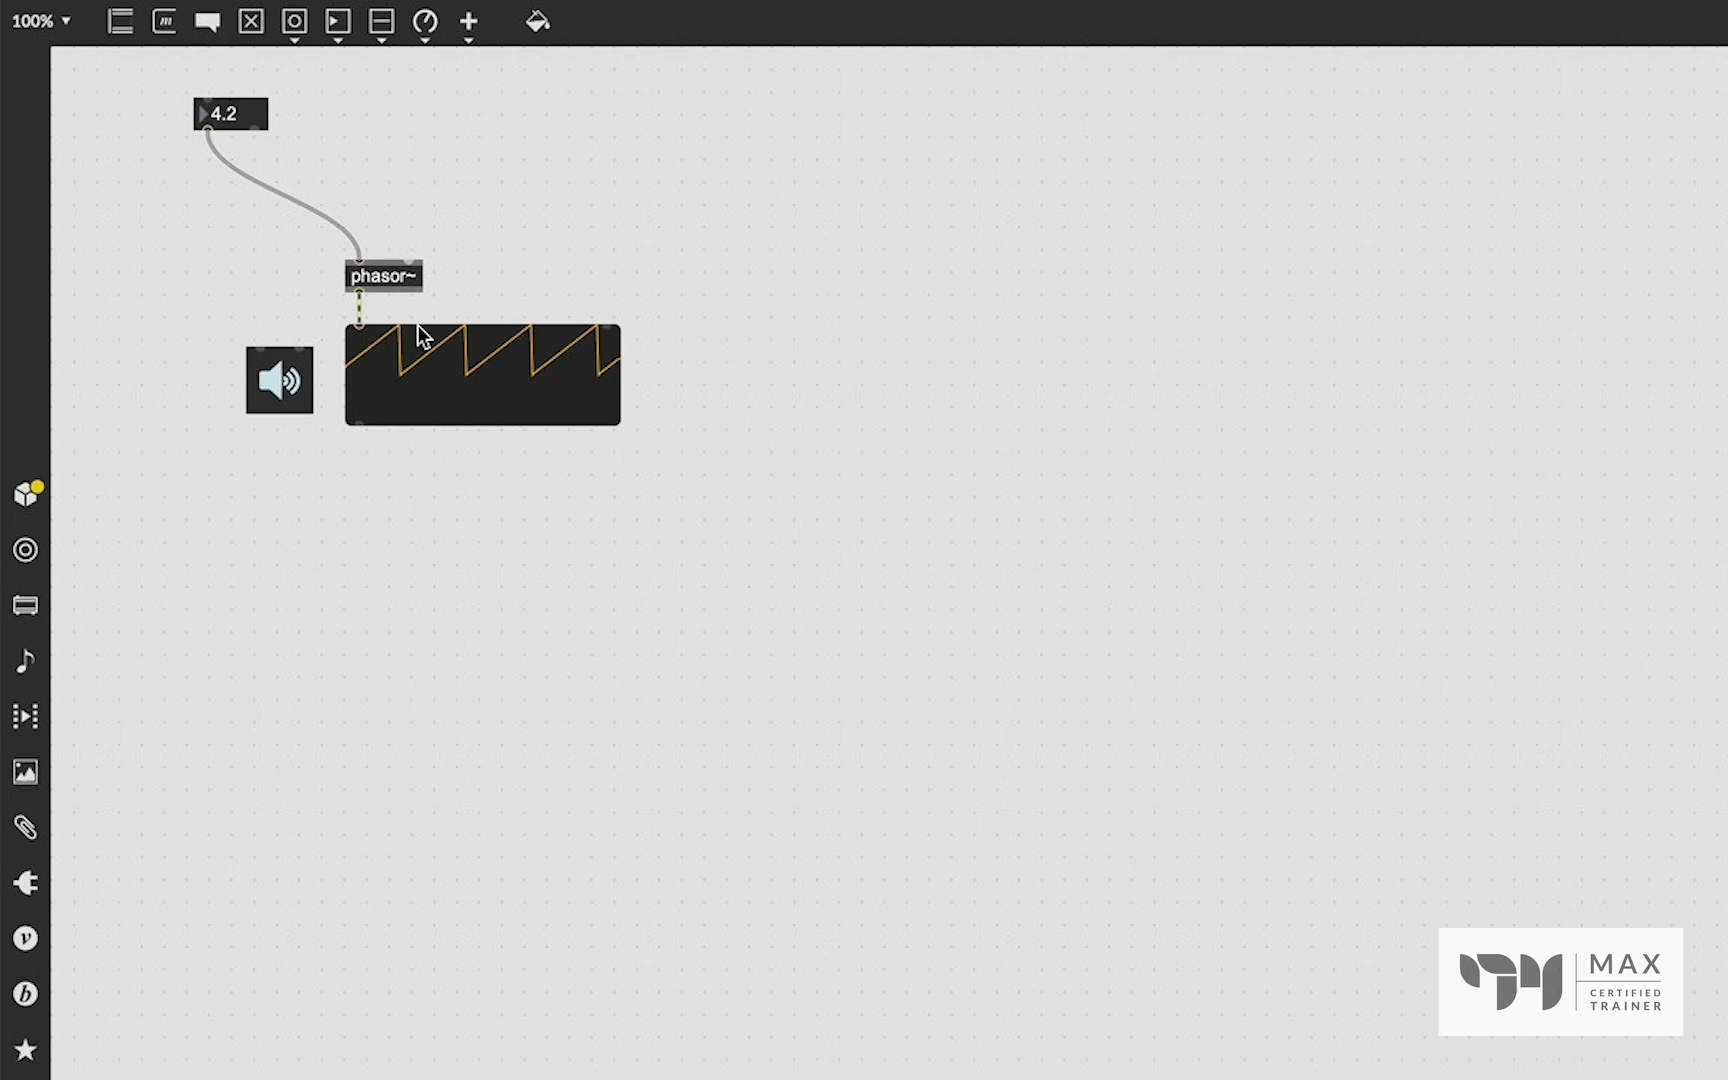 100%
m
4.2
phasor~
v
b
MAX
CERTIFIED
TRAINER